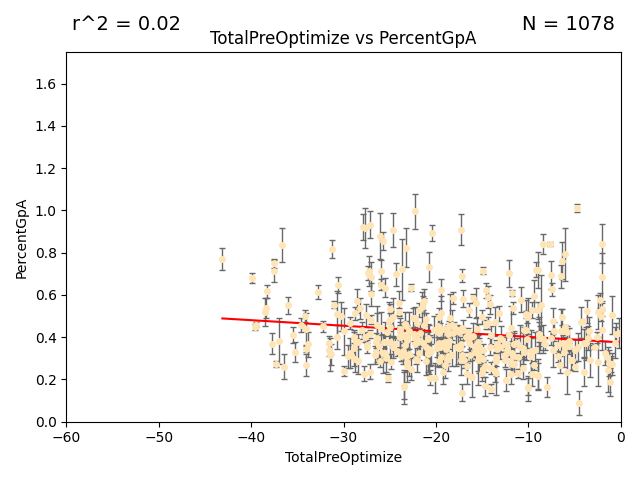 r^2 = 0.02 N = 1078
TotalPreOptimize vs PercentGpA
1.6
1.4
1.2
1.0
0.8
0.6
0.4
0.2
0.0
PercentGpA
−60 −50 −40 −30 −20 −10 0
TotalPreOptimize